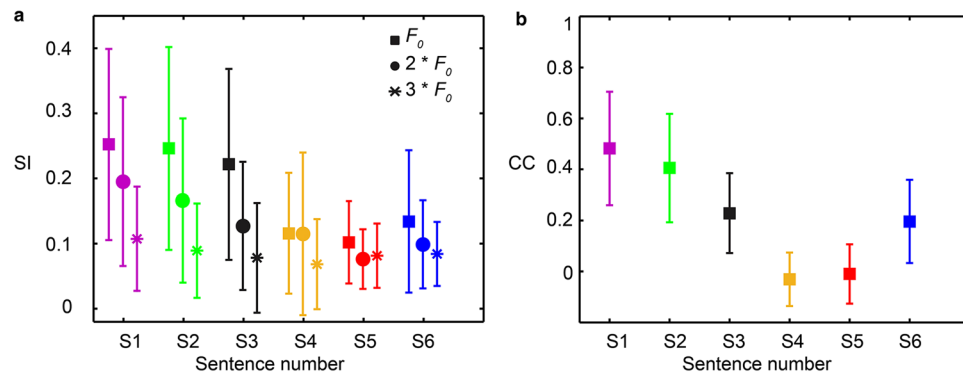 a
SI
0.4
0.3
0.2
0.1
0
F0
2 * F0
3 * F0
S1 S2 S3 S4 S5 S6
Sentence number
b
CC
1
0.8
0.6
0.4
0.2
0
S1 S2 S3 S4 S5 S6
Sentence number